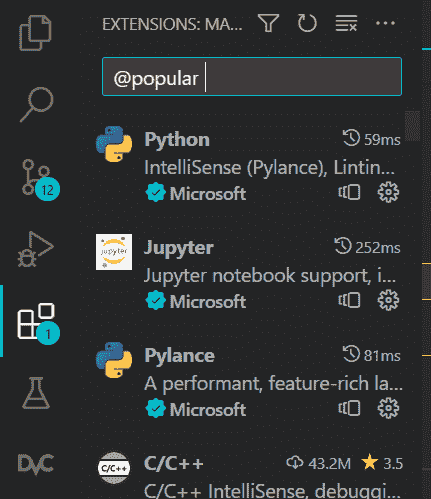 EXTENSIONS: MA...
@popular
12
Python 59ms
IntelliSense (Pylance), Lintin...
Microsoft
Jupyter 252ms
Jupyter notebook support, i...
Microsoft
1
Pylance 81ms
A performant, feature-rich la...
Microsoft
C/C++ 43.2M 3.5
C/C++ IntelliSense, debuggi...
DVC
jupyter
C/C++